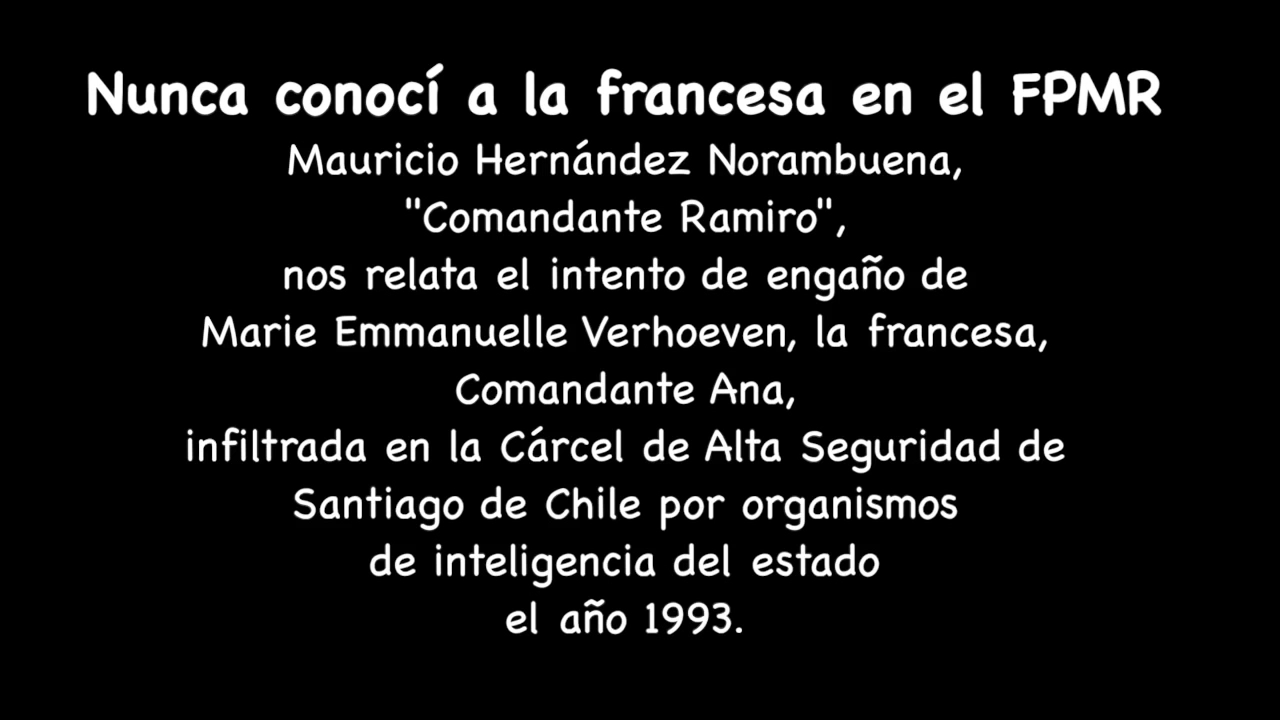 Nunca conocí a la francesa en el FPMR
Mauricio Hernández Norambuena,
"Comandante Ramiro",
nos relata el intento de engaño de
Marie Emmanuelle Verhoeven, la francesa,
Comandante Ana,
infiltrada en la Cárcel de Alta Seguridad de
Santiago de Chile por organismos
de inteligencia del estado
el año 1993.